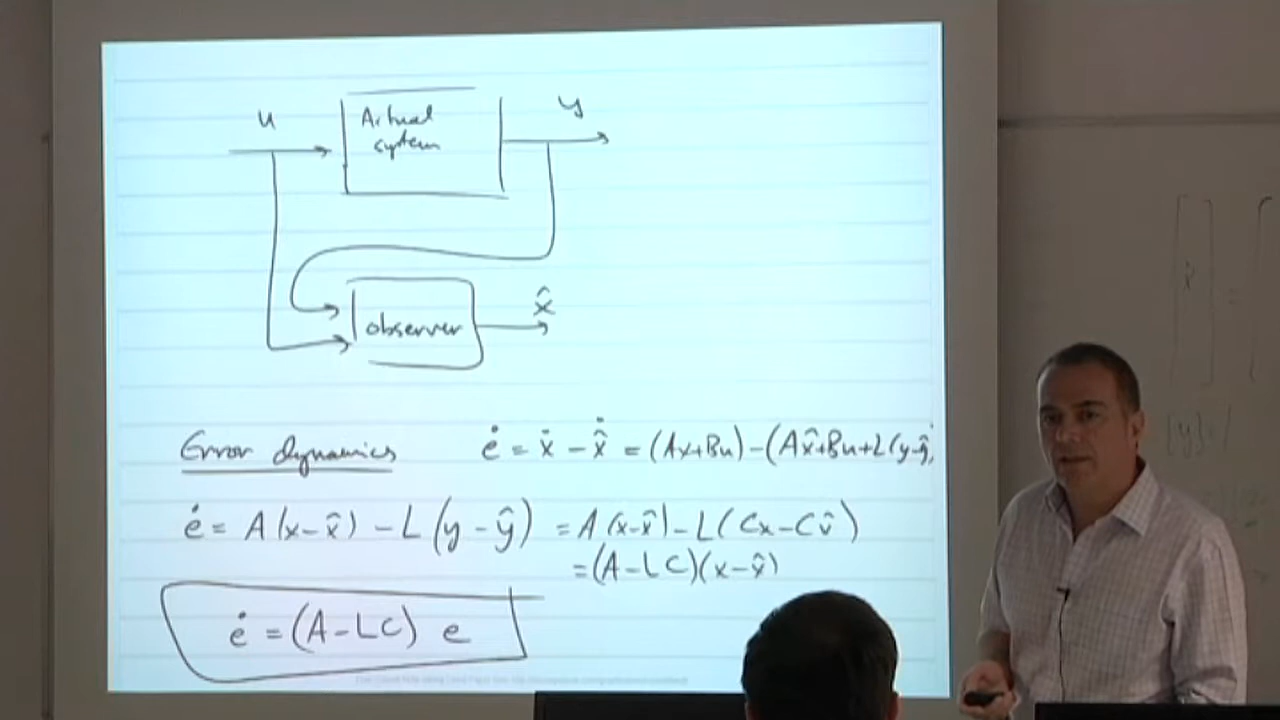 u
Actual
system
y
observer
x̂
Error dynamics
ė = ẋ - x̂̇ = (Ax+Bu) - (Ax̂+Bu+L(y-ŷ)
ė = A(x-x̂) - L(y-ŷ) = A(x-x̂) - L(Cx-Cx̂)
= (A-LC)(x-x̂)
ė = (A-LC) e
[y]